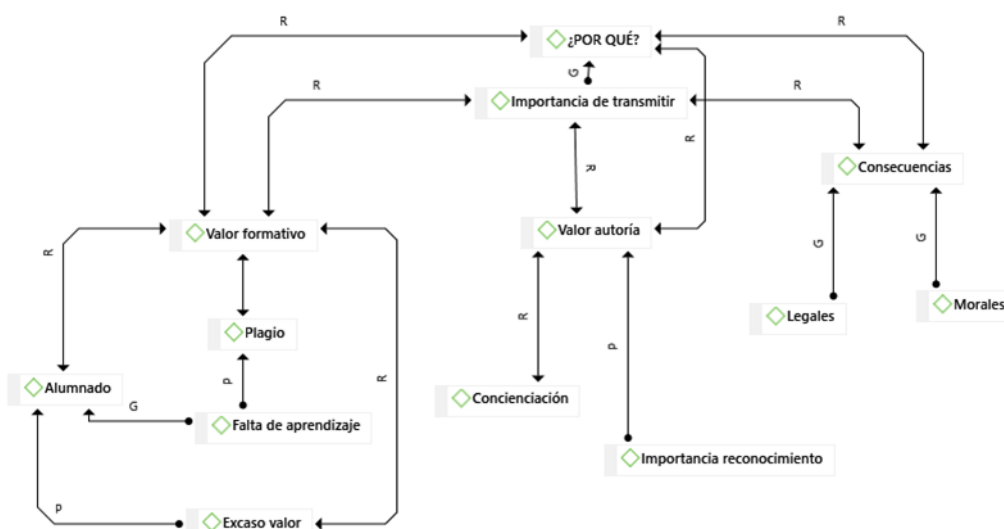 R
R
¿POR QUÉ?
G
R
Importancia de transmitir
R
R
R
Consecuencias
Valor formativo
Valor autoría
R
G
G
Legales
Morales
Plagio
R
P
R
P
Alumnado
Concienciación
G
Falta de aprendizaje
Importancia reconocimiento
P
Excaso valor